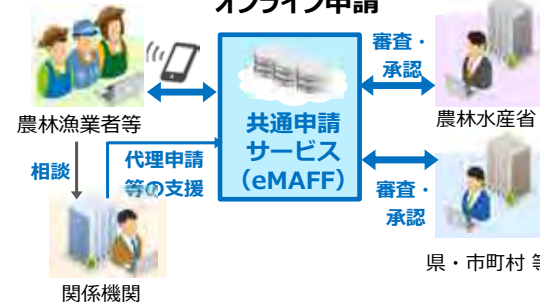 オンライン申請
審査・
承認
農林漁業者等
共通申請
サービス
（eMAFF）
農林水産省
相談
代理申請
等の支援
審査・
承認
県・市町村 等
関係機関